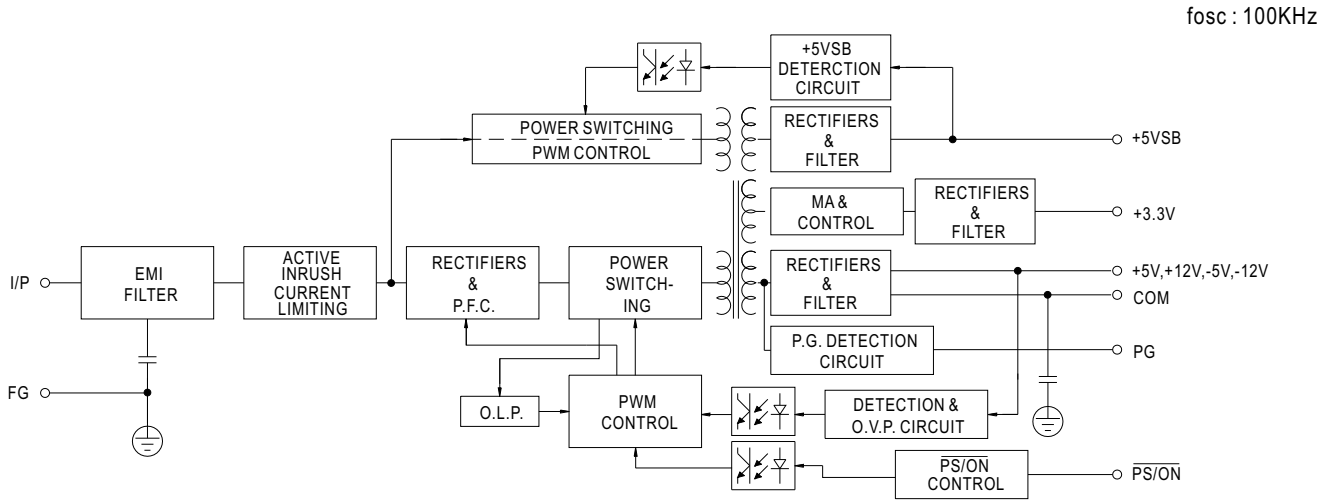 fosc : 100KHz
+5VSB
DETERCTION
CIRCUIT
POWER SWITCHING
PWM CONTROL
RECTIFIERS
&
FILTER
+5VSB
MA &
CONTROL
RECTIFIERS
&
FILTER
+3.3V
I/P
EMI
FILTER
ACTIVE
INRUSH
CURRENT
LIMITING
RECTIFIERS
&
P.F.C.
POWER
SWITCH-
ING
RECTIFIERS
&
FILTER
+5V,+12V,-5V,-12V
COM
P.G. DETECTION
CIRCUIT
PG
FG
O.L.P.
PWM
CONTROL
DETECTION &
O.V.P. CIRCUIT
PS/ON
CONTROL
PS/ON